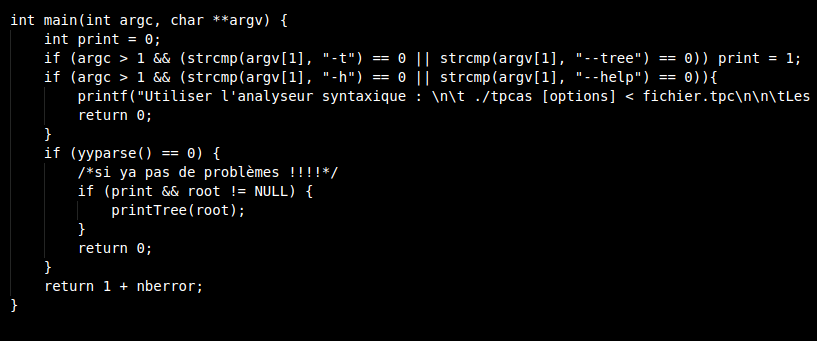 int main(int argc, char **argv) {
    int print = 0;
    if (argc > 1 && (strcmp(argv[1], "-t") == 0 || strcmp(argv[1], "--tree") == 0)) print = 1;
    if (argc > 1 && (strcmp(argv[1], "-h") == 0 || strcmp(argv[1], "--help") == 0)){
        printf("Utiliser l'analyseur syntaxique : \n\t ./tpcas [options] < fichier.tpc\n\n\tLes
        return 0;
    }
    if (yyparse() == 0) {
        /*si ya pas de problèmes !!!!*/
        if (print && root != NULL) {
            printTree(root);
        }
        return 0;
    }
    return 1 + nberror;
}